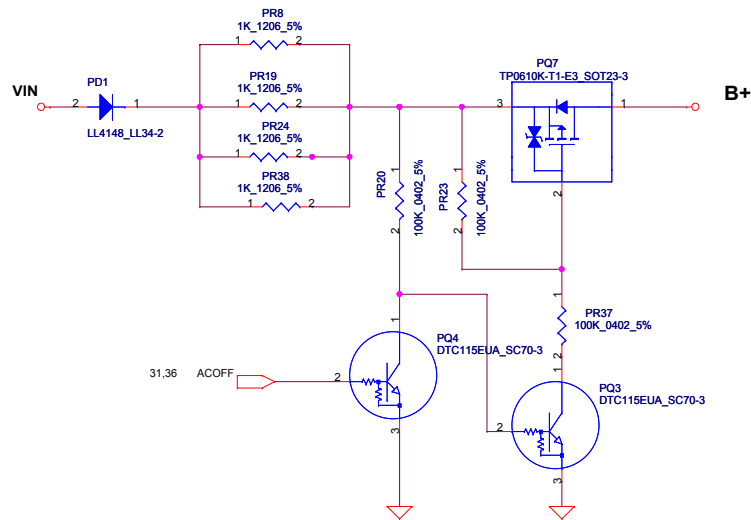 PR8
1K_1206_5%
1 2
PQ7
TP0610K-T1-E3_SOT23-3
VIN
PD1
2 1
LL4148_LL34-2
PR19
1K_1206_5%
1 2
3 1
B+
PR24
1K_1206_5%
1 2
PR38
1K_1206_5%
1 2
1
PR20
100K_0402_5%
2
1
PR23
100K_0402_5%
2
2
1
PR37
100K_0402_5%
2
1
PQ4
DTC115EUA_SC70-3
31,36 ACOFF
2
3
1
PQ3
DTC115EUA_SC70-3
2
3